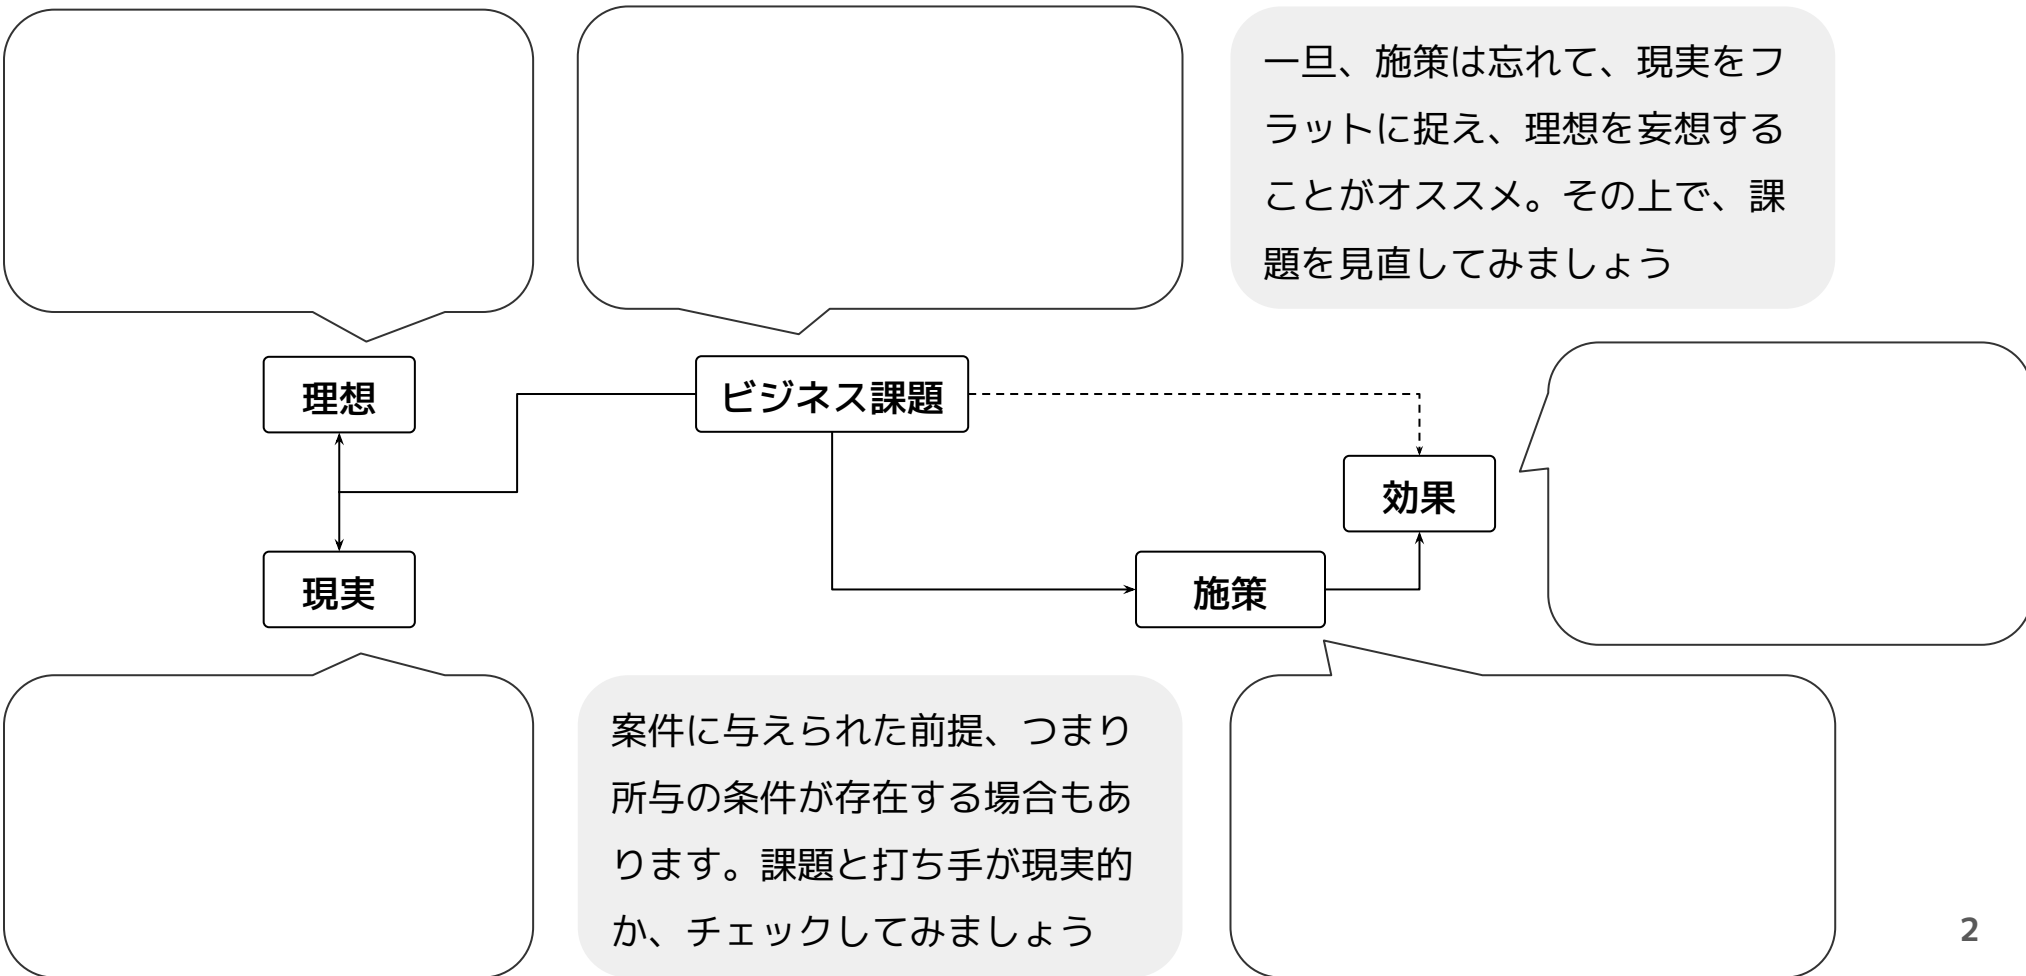 一旦、施策は忘れて、現実をフ
ラットに捉え、理想を妄想する
ことがオススメ。その上で、課
題を見直してみましょう
理想
ビジネス課題
効果
現実
施策
案件に与えられた前提、つまり
所与の条件が存在する場合もあ
ります。課題と打ち手が現実的
か、チェックしてみましょう
2